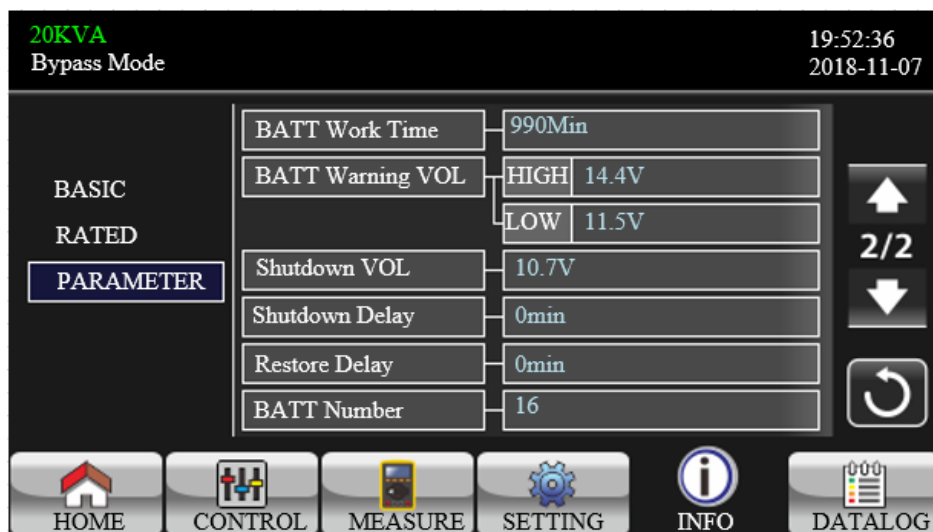 20KVA
19:52:36
Bypass Mode
2018-11-07
BASIC
RATED
PARAMETER
BATT Work Time 990Min
BATT Warning VOL HIGH 14.4V
LOW 11.5V
Shutdown VOL 10.7V
Shutdown Delay 0min
Restore Delay 0min
BATT Number 16
2/2
HOME CONTROL MEASURE SETTING INFO DATALOG